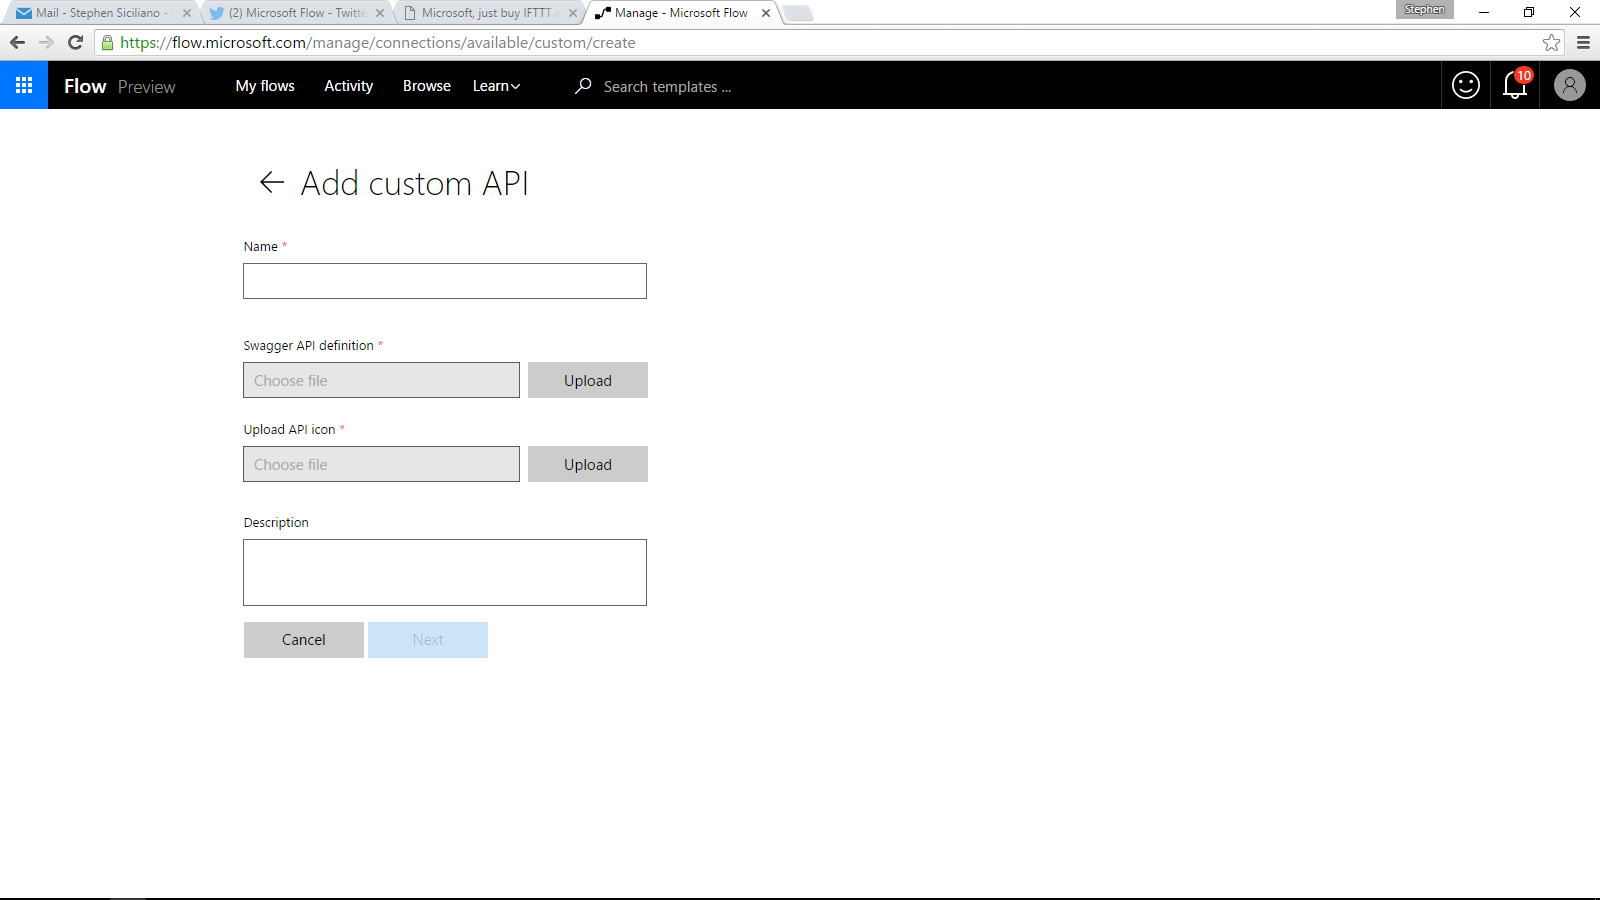 Mail - Stephen Siciliano -
(2) Microsoft Flow - Twitte
Microsoft, just buy IFTTT a
Manage - Microsoft Flow
Stephen
https://flow.microsoft.com/manage/connections/available/custom/create
Flow Preview My flows Activity Browse Learn Search templates ... 10
Add custom API
Name *
Swagger API definition *
Choose file Upload
Upload API icon *
Choose file Upload
Description
Cancel Next